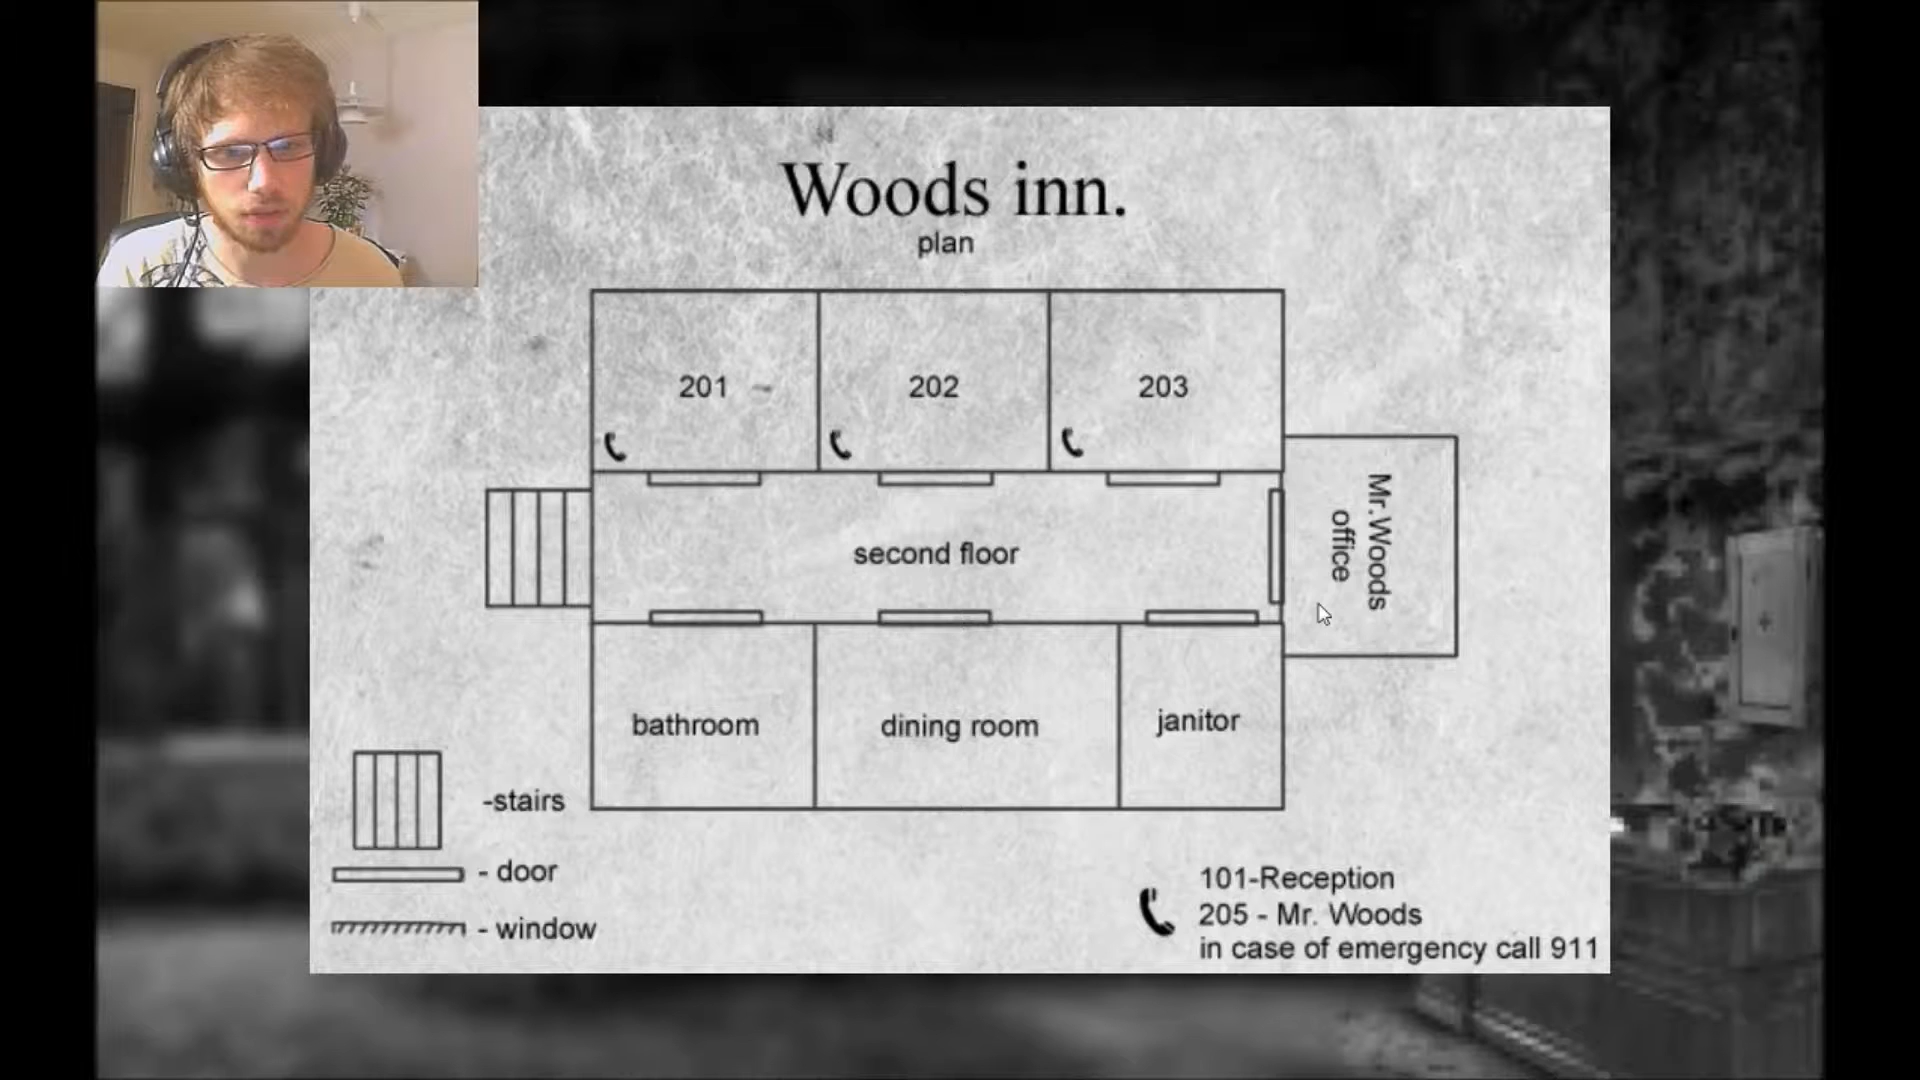 Woods inn.
plan
201
202
203
Mr.Woods
office
second floor
bathroom
dining room
janitor
-stairs
- door
- window
101-Reception
205 - Mr. Woods
in case of emergency call 911